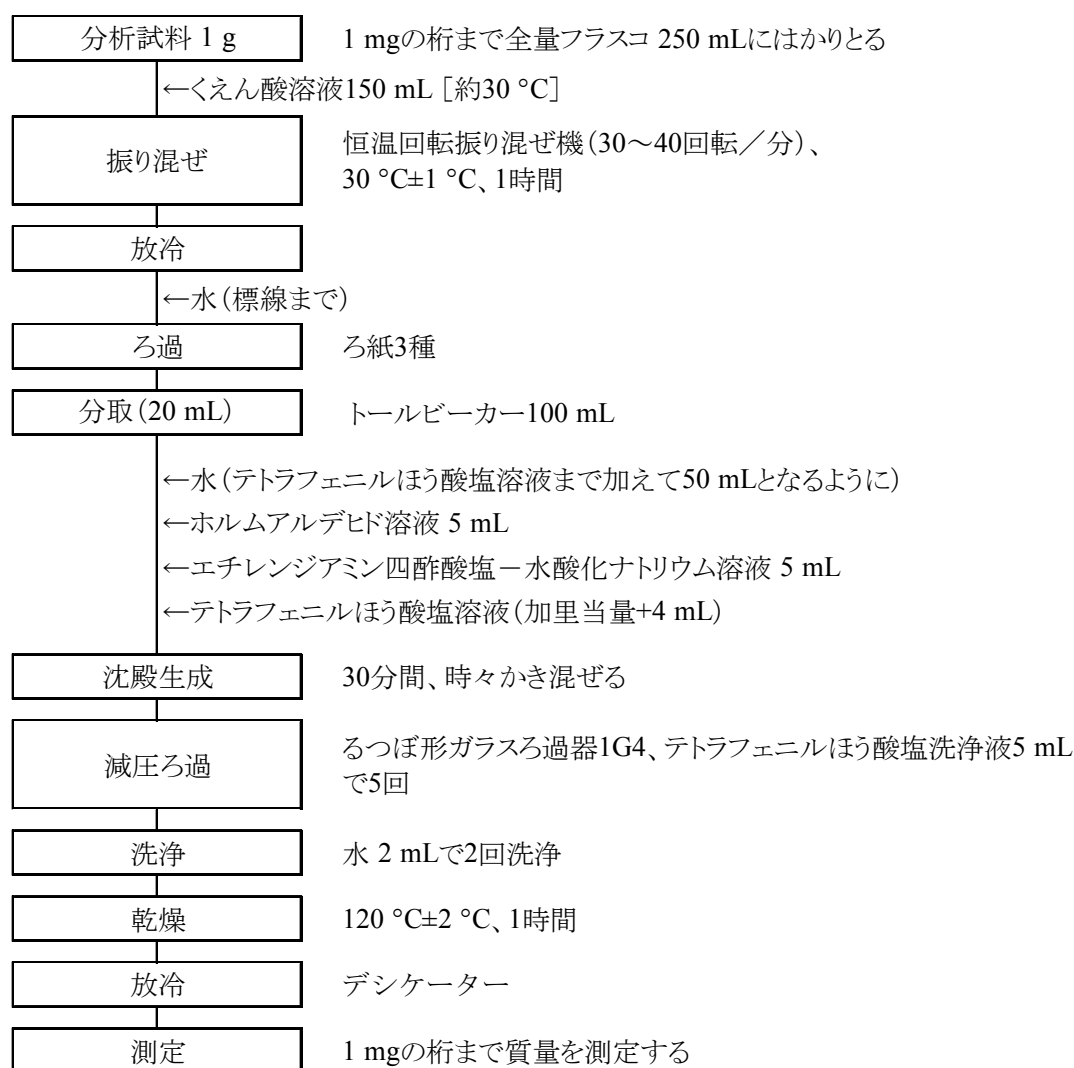 分析試料 1 g
1 mgの桁まで全量フラスコ 250 mLにはかりとる
←くえん酸溶液150 mL [約30 °C]
振り混ぜ
恒温回転振り混ぜ機(30～40回転／分)、
30 °C±1 °C、1時間
放冷
←水(標線まで)
ろ過
ろ紙3種
分取(20 mL)
トールビーカー100 mL
←水(テトラフェニルほう酸塩溶液まで加えて50 mLとなるように)
←ホルムアルデヒド溶液 5 mL
←エチレンジアミン四酢酸塩－水酸化ナトリウム溶液 5 mL
←テトラフェニルほう酸塩溶液(加里当量+4 mL)
沈殿生成
30分間、時々かき混ぜる
減圧ろ過
るつぼ形ガラスろ過器1G4、テトラフェニルほう酸塩洗浄液5 mL
で5回
洗浄
水 2 mLで2回洗浄
乾燥
120 °C±2 °C、1時間
放冷
デシケーター
測定
1 mgの桁まで質量を測定する